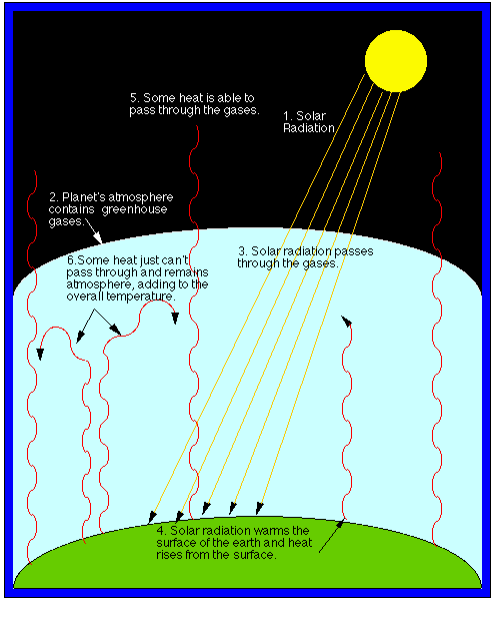 1. Solar
Radiation
2. Planet's atmosphere
contains greenhouse
gases.
3. Solar radiation passes
through the gases.
4. Solar radiation warms the
surface of the earth and heat
rises from the surface.
5. Some heat is able to
pass through the gases.
6.Some heat just can't
pass through and remains
atmosphere, adding to the
overall temperature.